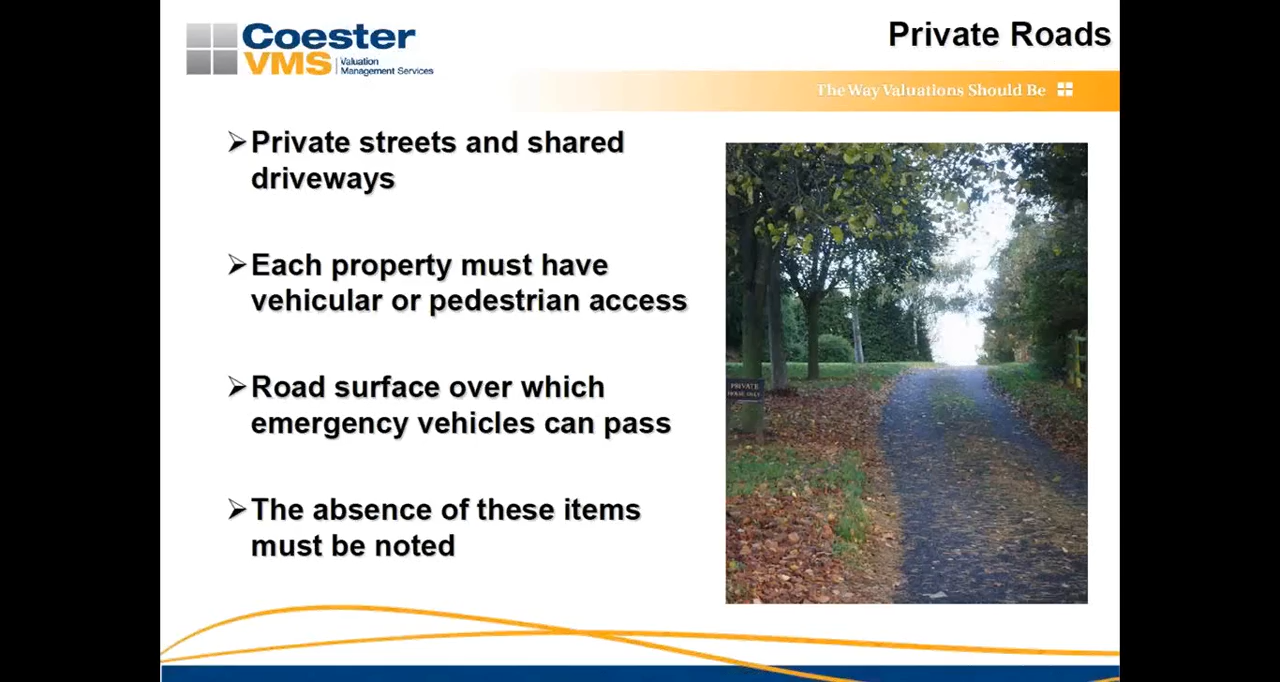 Coester
VMS
Valuation
Management Services
Private Roads
The Way Valuations Should Be
Private streets and shared
driveways
Each property must have
vehicular or pedestrian access
Road surface over which
emergency vehicles can pass
The absence of these items
must be noted
PRIVATE